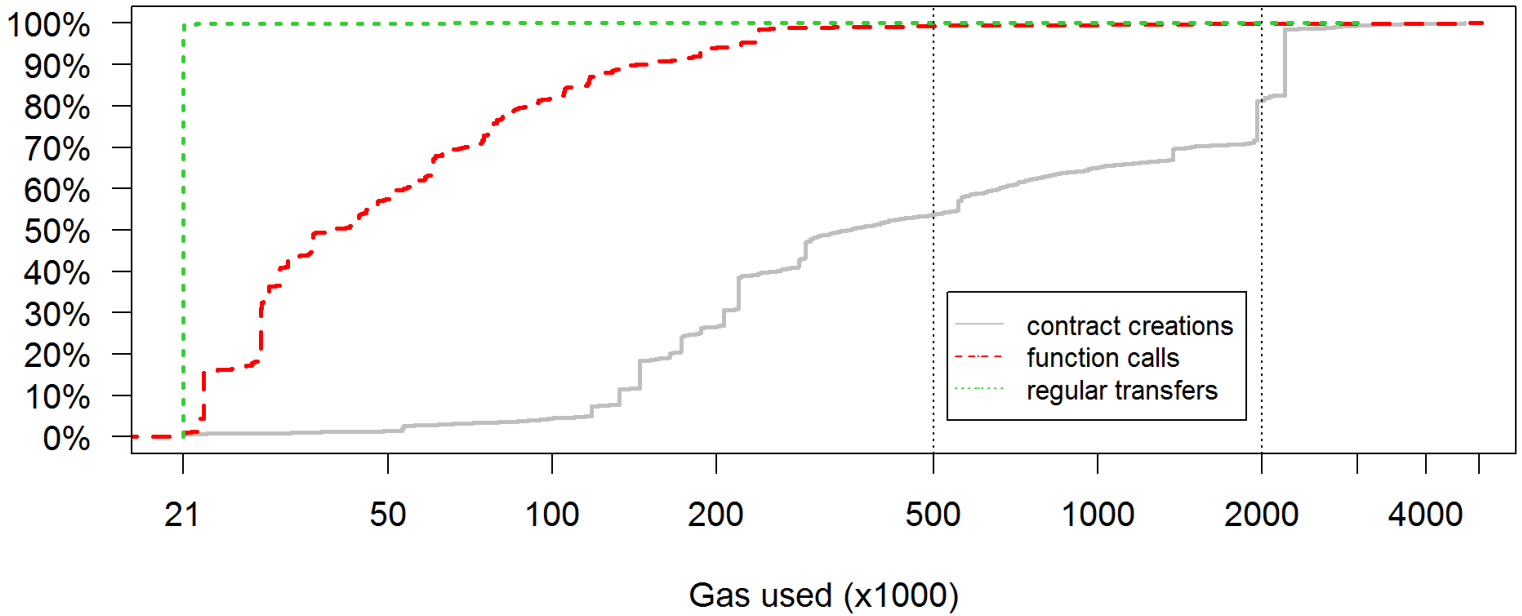 100%
90%
80%
70%
60%
50%
40%
30%
20%
10%
0%
contract creations
function calls
regular transfers
21 50 100 200 500 1000 2000 4000
Gas used (x1000)